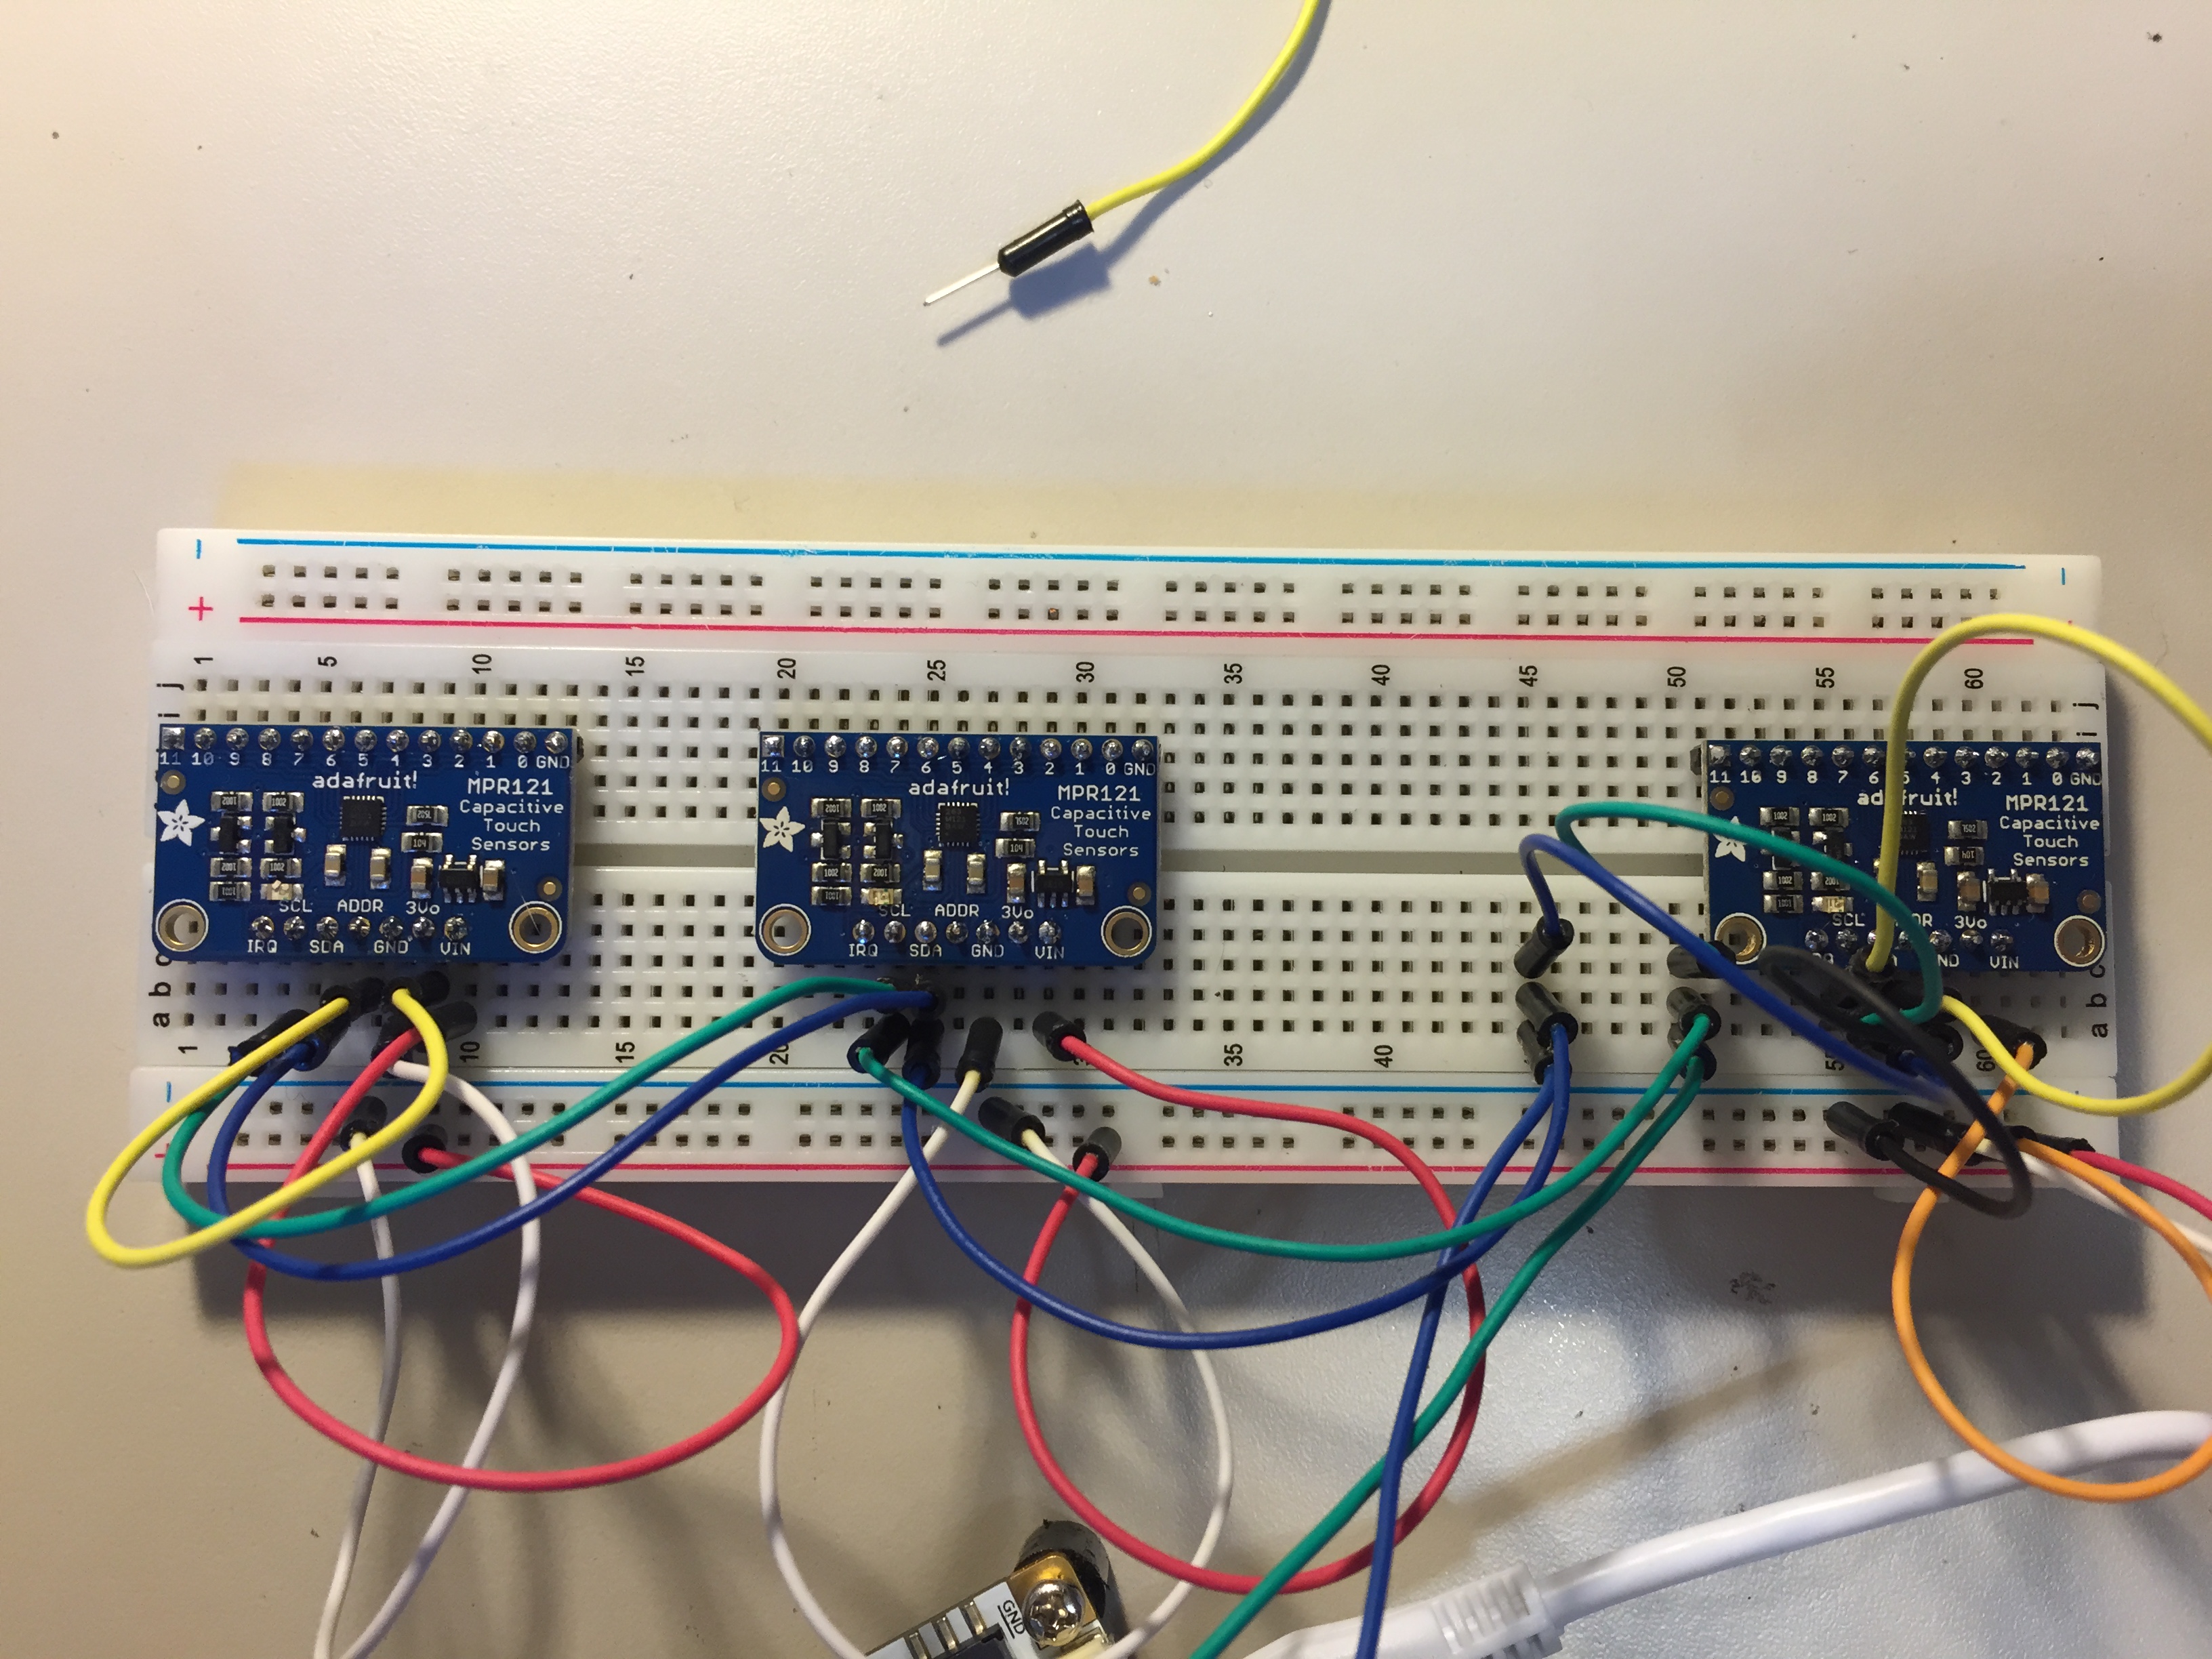 -
-
+
1 5 10 15 20 25 30 35 40 45 50 55 60
j
j
i
i
11 10 9 8 7 6 5 4 3 2 1 0 GND
adafruit!
MPR121
Capacitive
Touch
Sensors
SCL ADDR 3Vo
IRQ SDA GND VIN
11 10 9 8 7 6 5 4 3 2 1 0 GND
adafruit!
MPR121
Capacitive
Touch
Sensors
SCL ADDR 3Vo
IRQ SDA GND VIN
11 10 9 8 7 6 4 3 2 1 0 GND
MPR121
Capacitive
Touch
Sensors
SCL 3Vo
VIN
c
b
b
a
a
1 10 15 35 40 60
-
GND